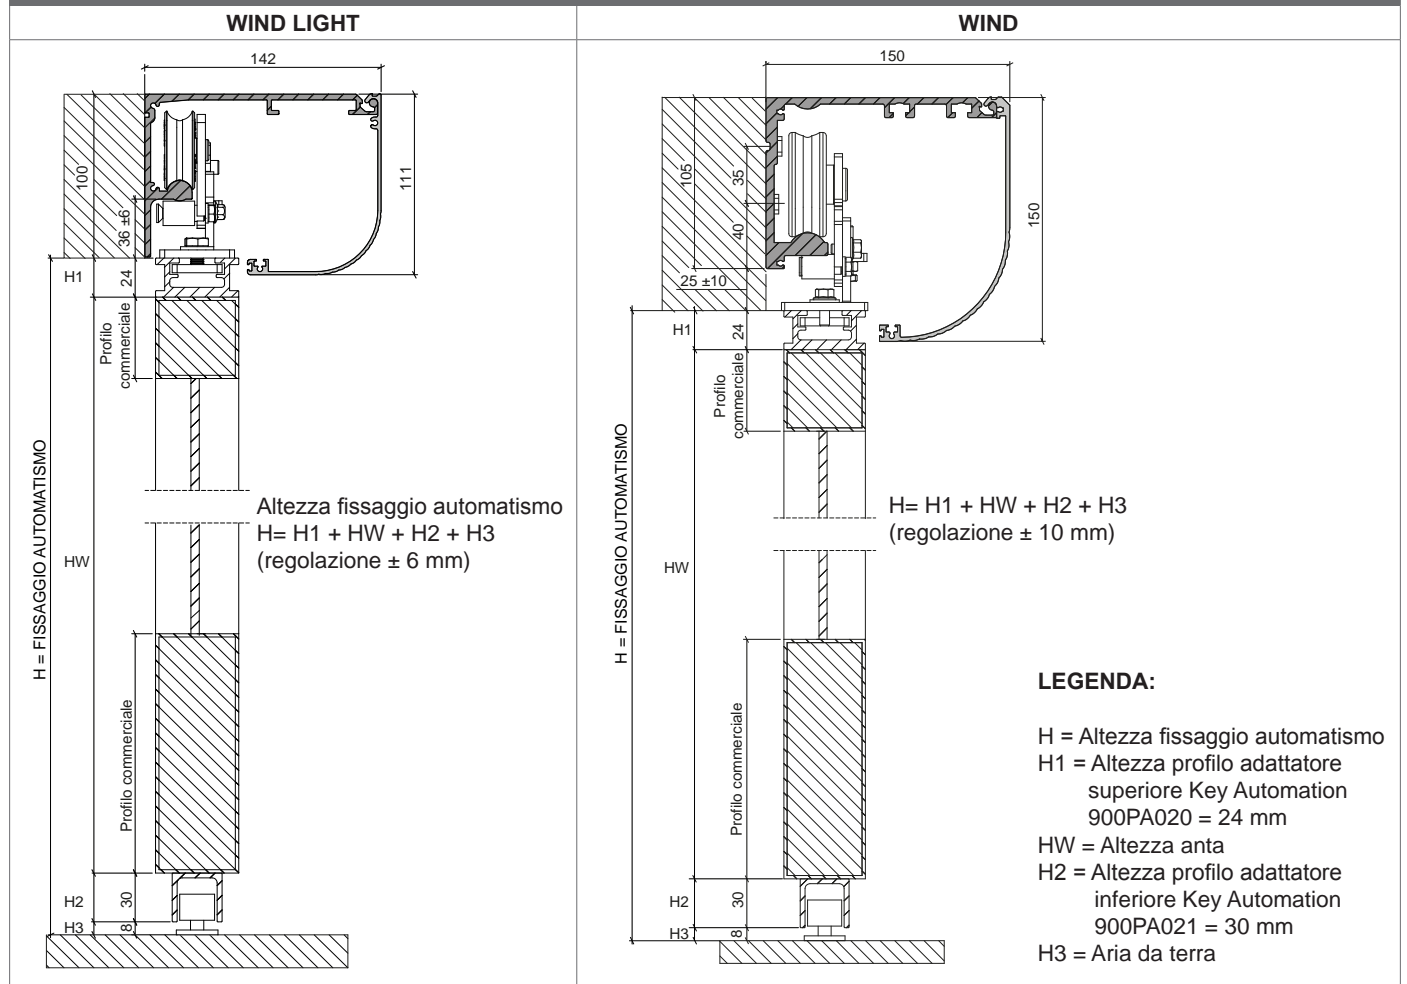 WIND LIGHT
142
100
111
36 ±6
H1
24
Profilo
commerciale
H = FISSAGGIO AUTOMATISMO
Altezza fissaggio automatismo
H= H1 + HW + H2 + H3
(regolazione ± 6 mm)
HW
Profilo commerciale
H2
30
H3
8
WIND
150
105
35
40
150
25 ±10
H1
24
Profilo
commerciale
H = FISSAGGIO AUTOMATISMO
H= H1 + HW + H2 + H3
(regolazione ± 10 mm)
HW
Profilo commerciale
H2
30
H3
8
LEGENDA:
H = Altezza fissaggio automatismo
H1 = Altezza profilo adattatore
superiore Key Automation
900PA020 = 24 mm
HW = Altezza anta
H2 = Altezza profilo adattatore
inferiore Key Automation
900PA021 = 30 mm
H3 = Aria da terra